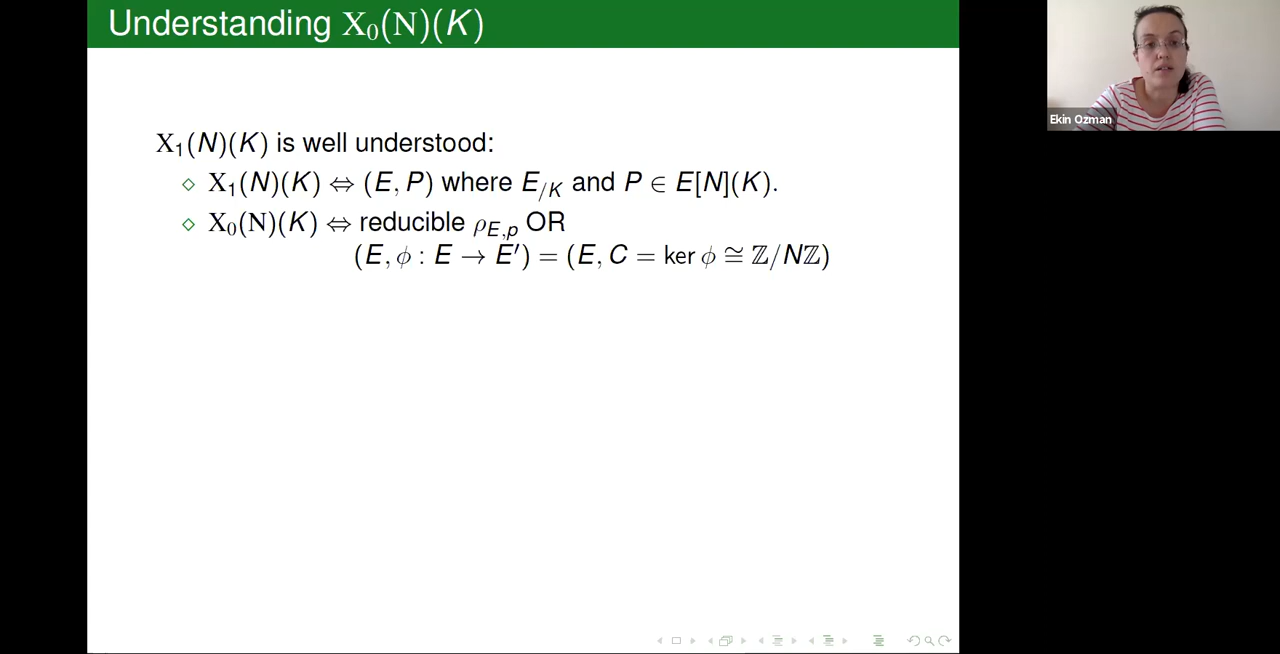 Understanding X₀(N)(K)
X₁(N)(K) is well understood:
⋄ X₁(N)(K) ⇔ (E, P) where E/K and P ∈ E[N](K).
⋄ X₀(N)(K) ⇔ reducible ρE,p OR
(E, ϕ : E → E′) = (E, C = ker ϕ ≅ ℤ/Nℤ)
Ekin Ozman